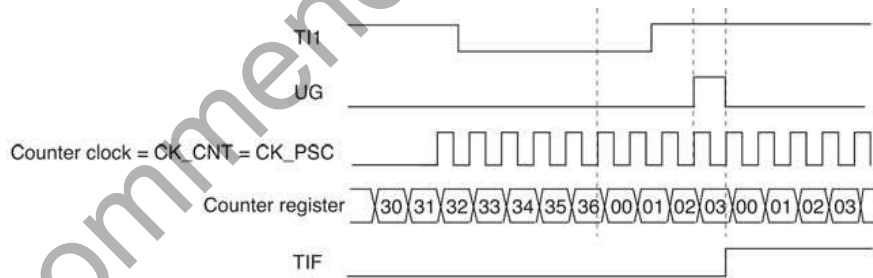 ommen
TI1
UG
Counter clock = CK_CNT = CK_PSC
Counter register 30 31 32 33 34 35 36 00 01 02 03 00 01 02 03
TIF